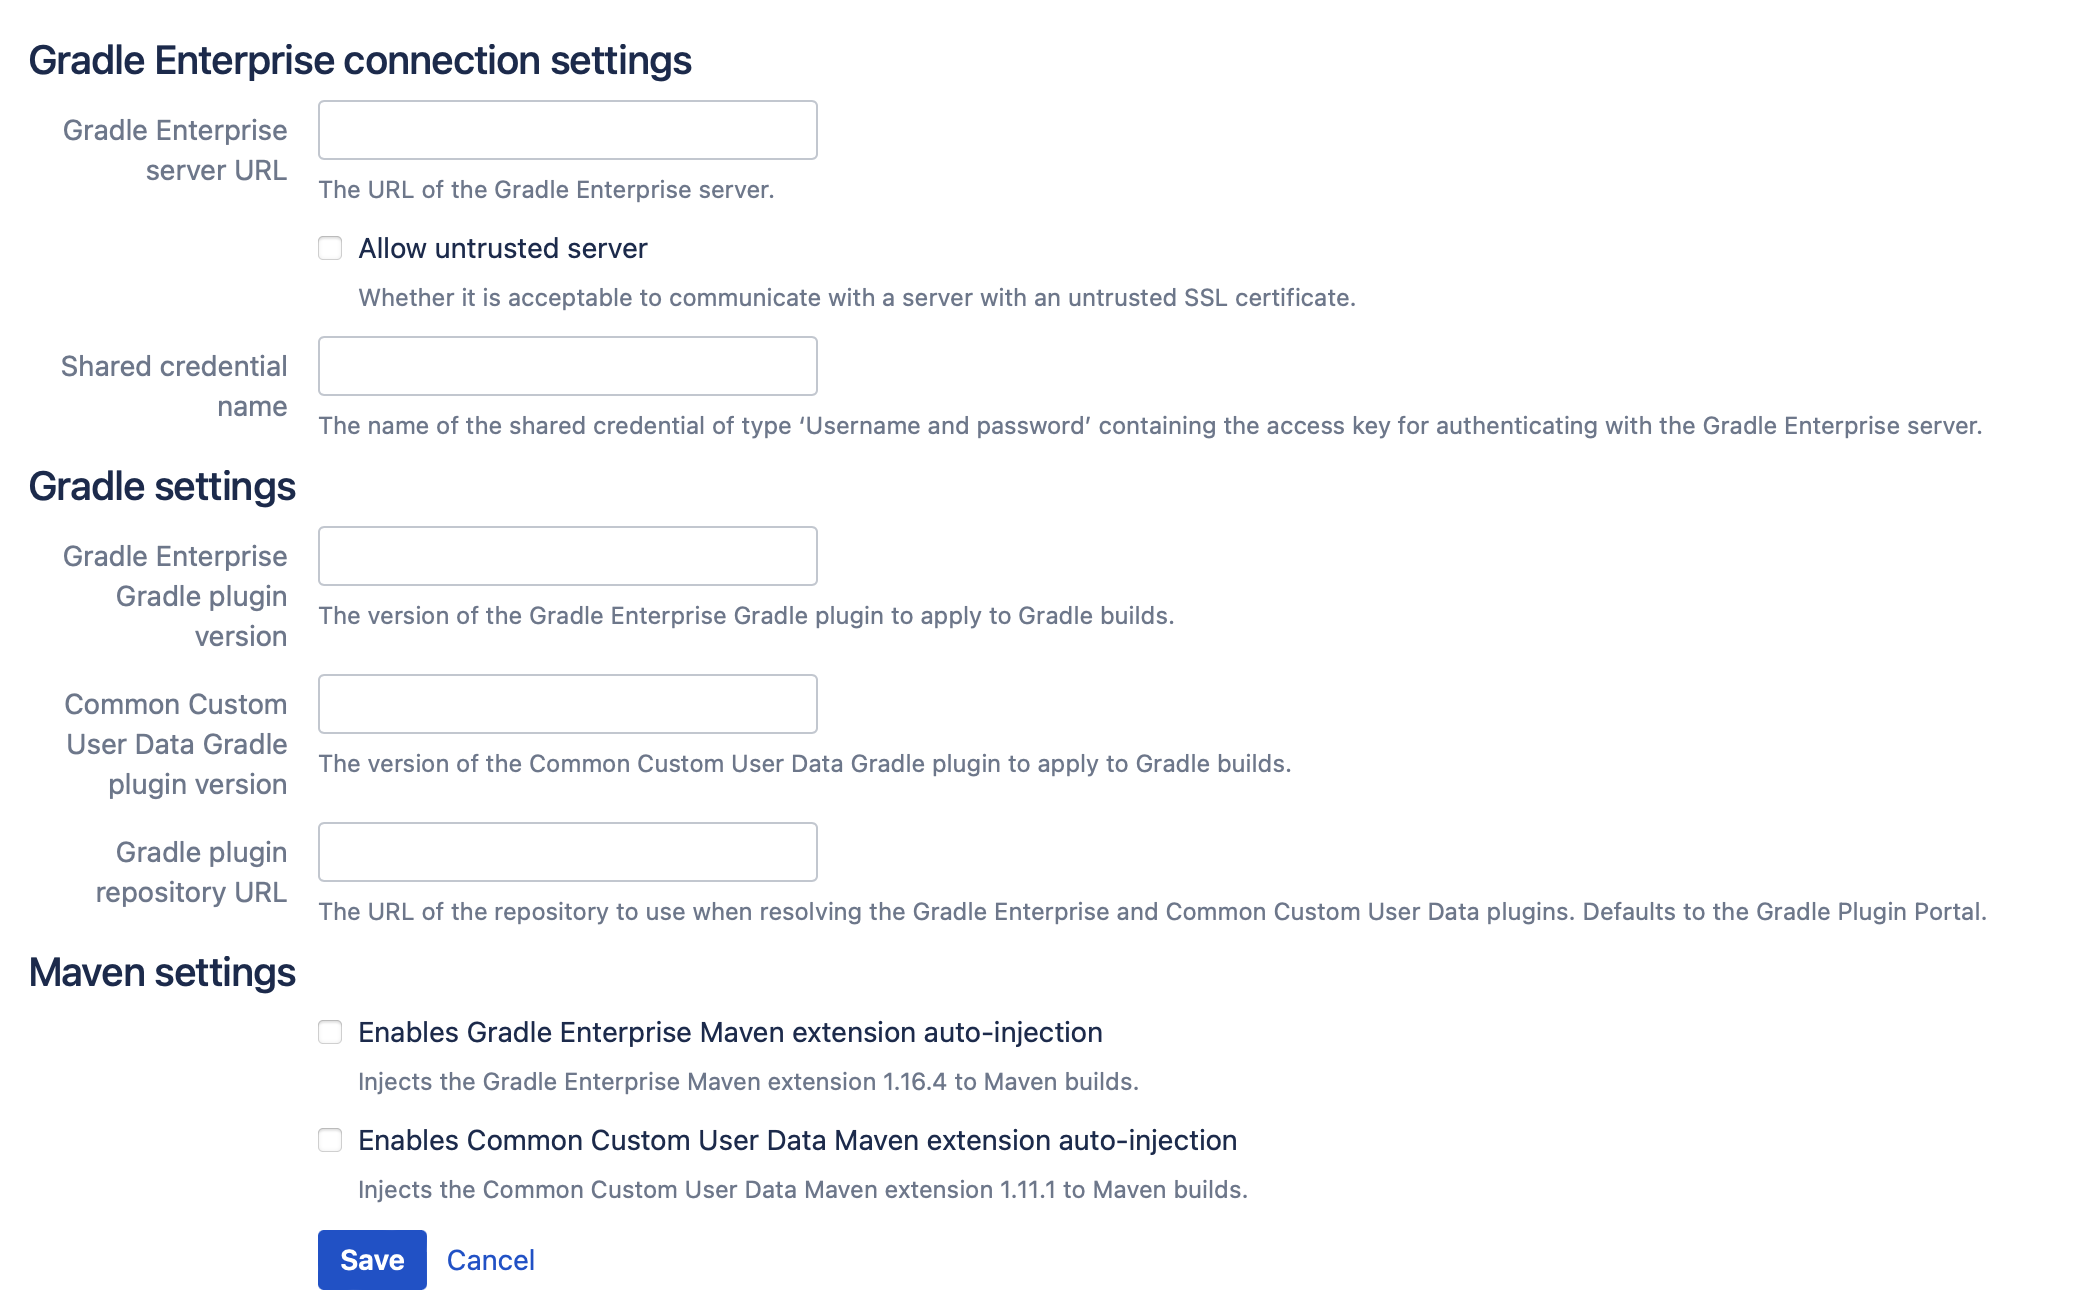 Gradle Enterprise connection settings
Gradle Enterprise
server URL
The URL of the Gradle Enterprise server.
Allow untrusted server
Whether it is acceptable to communicate with a server with an untrusted SSL certificate.
Shared credential
name
The name of the shared credential of type ‘Username and password’ containing the access key for authenticating with the Gradle Enterprise server.
Gradle settings
Gradle Enterprise
Gradle plugin
version
The version of the Gradle Enterprise Gradle plugin to apply to Gradle builds.
Common Custom
User Data Gradle
plugin version
The version of the Common Custom User Data Gradle plugin to apply to Gradle builds.
Gradle plugin
repository URL
The URL of the repository to use when resolving the Gradle Enterprise and Common Custom User Data plugins. Defaults to the Gradle Plugin Portal.
Maven settings
Enables Gradle Enterprise Maven extension auto-injection
Injects the Gradle Enterprise Maven extension 1.16.4 to Maven builds.
Enables Common Custom User Data Maven extension auto-injection
Injects the Common Custom User Data Maven extension 1.11.1 to Maven builds.
Save Cancel